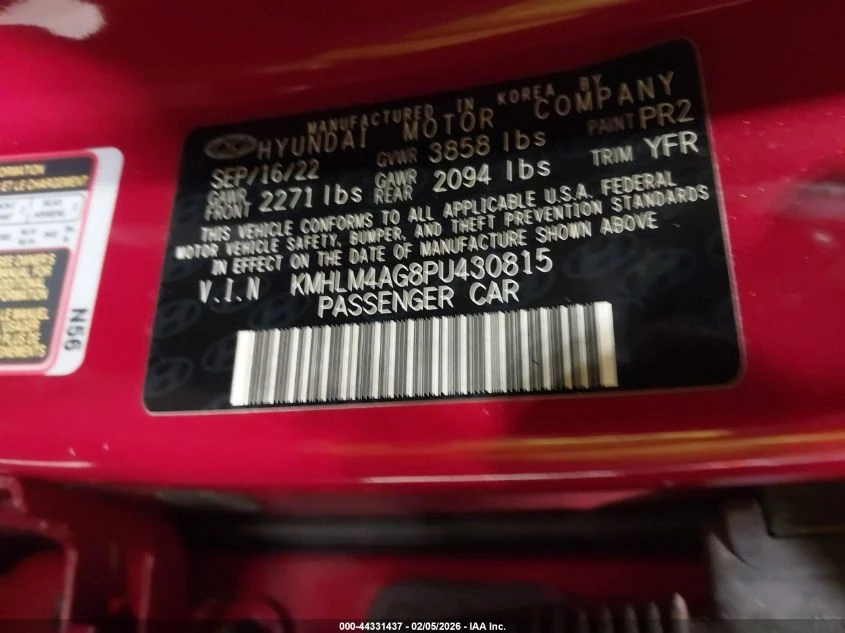 MANUFACTURED IN KOREA BY
HYUNDAI MOTOR COMPANY
SEP/16/22 GVWR 3858 lbs PAINT PR2
GAWR FRONT 2271 lbs GAWR REAR 2094 lbs TRIM YFR
THIS VEHICLE CONFORMS TO ALL APPLICABLE U.S.A. FEDERAL
MOTOR VEHICLE SAFETY, BUMPER, AND THEFT PREVENTION STANDARDS
IN EFFECT ON THE DATE OF MANUFACTURE SHOWN ABOVE
V.I.N KMHLM4AG8PU430815
PASSENGER CAR
ET LE CHARGEMENT
N56
000-44331437 - 02/05/2026 - IAA Inc.